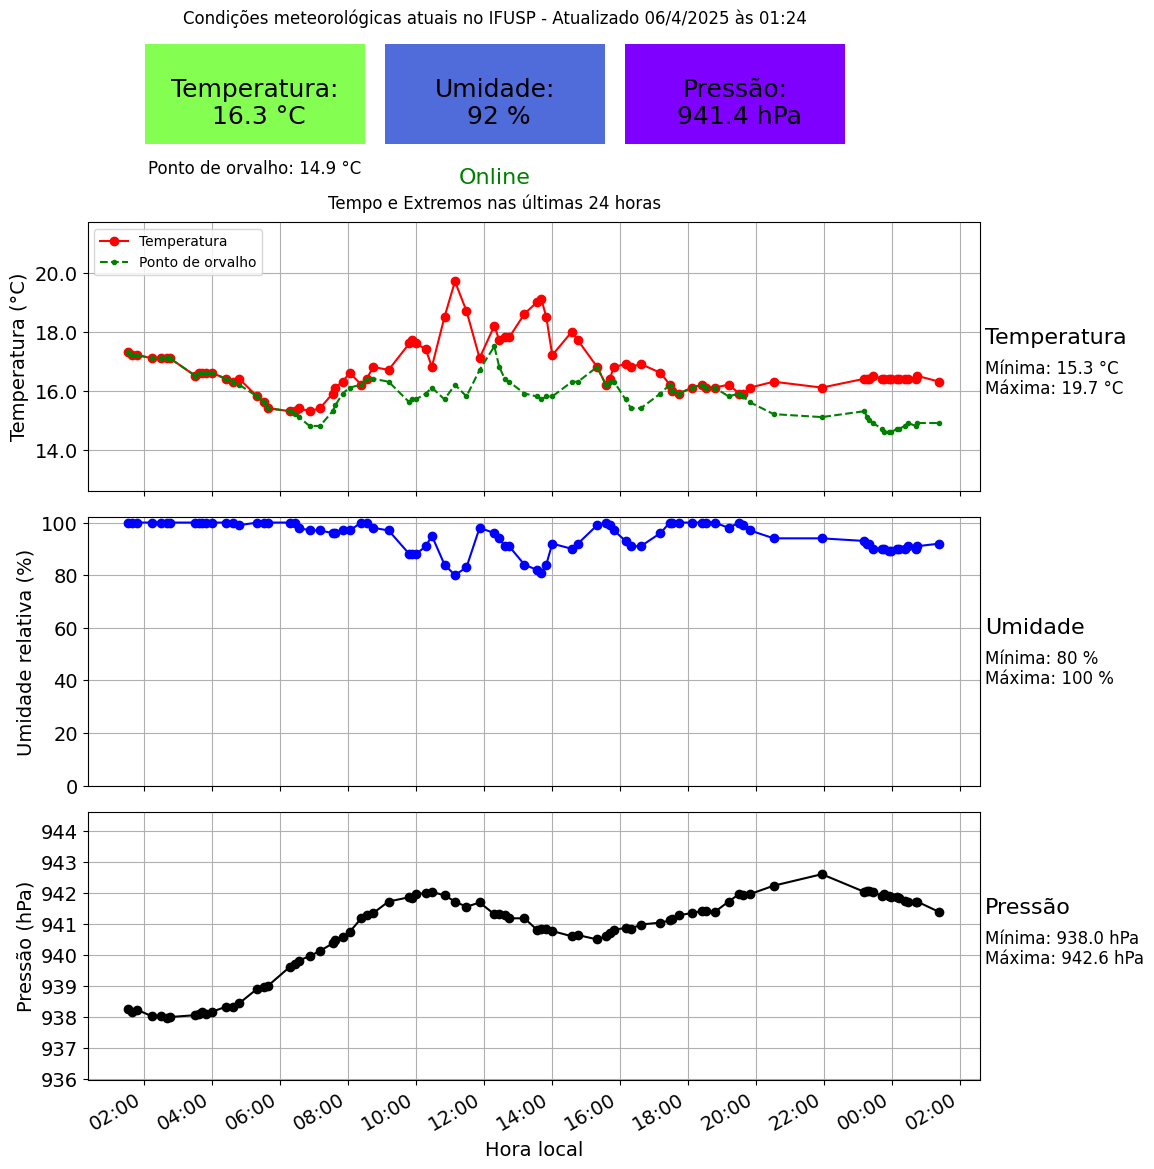 Condições meteorológicas atuais no IFUSP - Atualizado 06/4/2025 às 01:24
Temperatura:
16.3 °C
Umidade:
92 %
Pressão:
941.4 hPa
Ponto de orvalho: 14.9 °C
Online
Tempo e Extremos nas últimas 24 horas
Temperatura (°C)
20.0
18.0
16.0
14.0
Temperatura
Ponto de orvalho
Temperatura
Mínima: 15.3 °C
Máxima: 19.7 °C
Umidade relativa (%)
100
80
60
40
20
0
Umidade
Mínima: 80 %
Máxima: 100 %
Pressão (hPa)
944
943
942
941
940
939
938
937
936
Pressão
Mínima: 938.0 hPa
Máxima: 942.6 hPa
02:00 04:00 06:00 08:00 10:00 12:00 14:00 16:00 18:00 20:00 22:00 00:00 02:00
Hora local